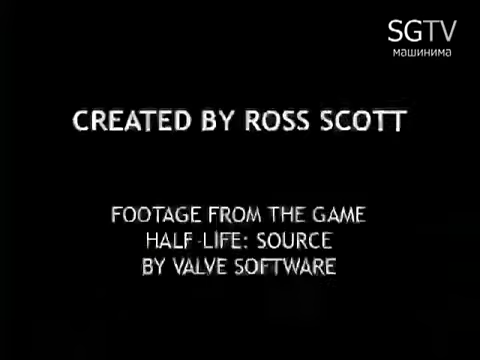 SGTV
машинима
CREATED BY ROSS SCOTT
FOOTAGE FROM THE GAME
HALF-LIFE: SOURCE
BY VALVE SOFTWARE